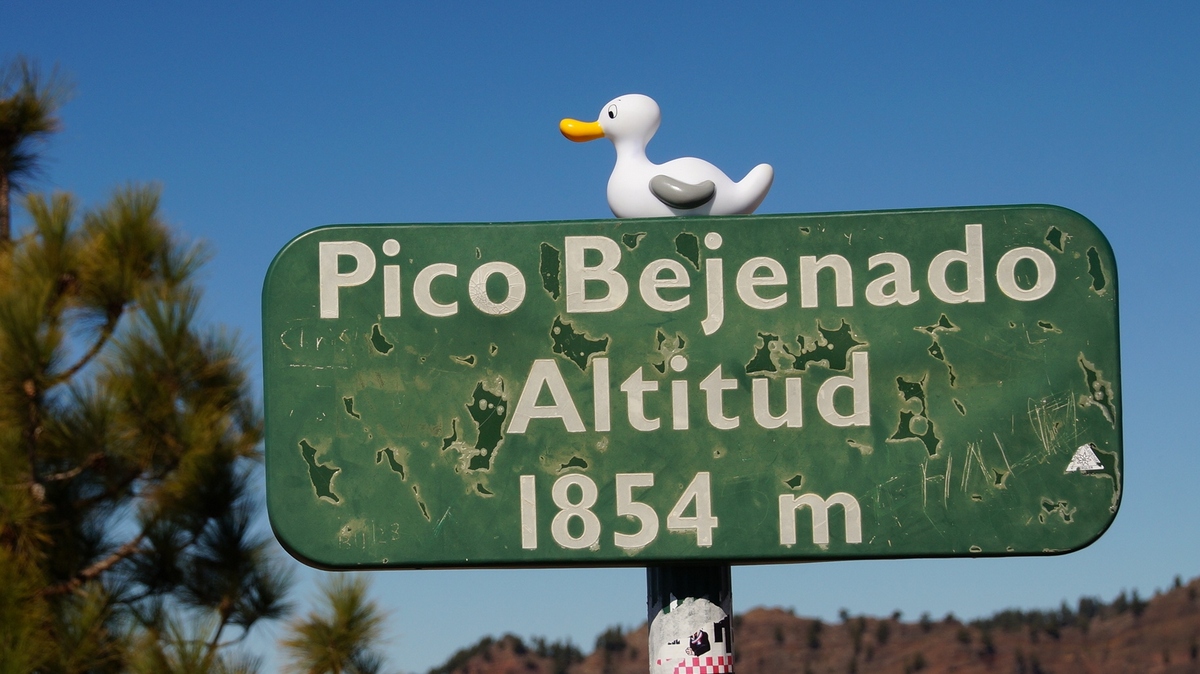 Pico Bejenado
Altitud
1854 m